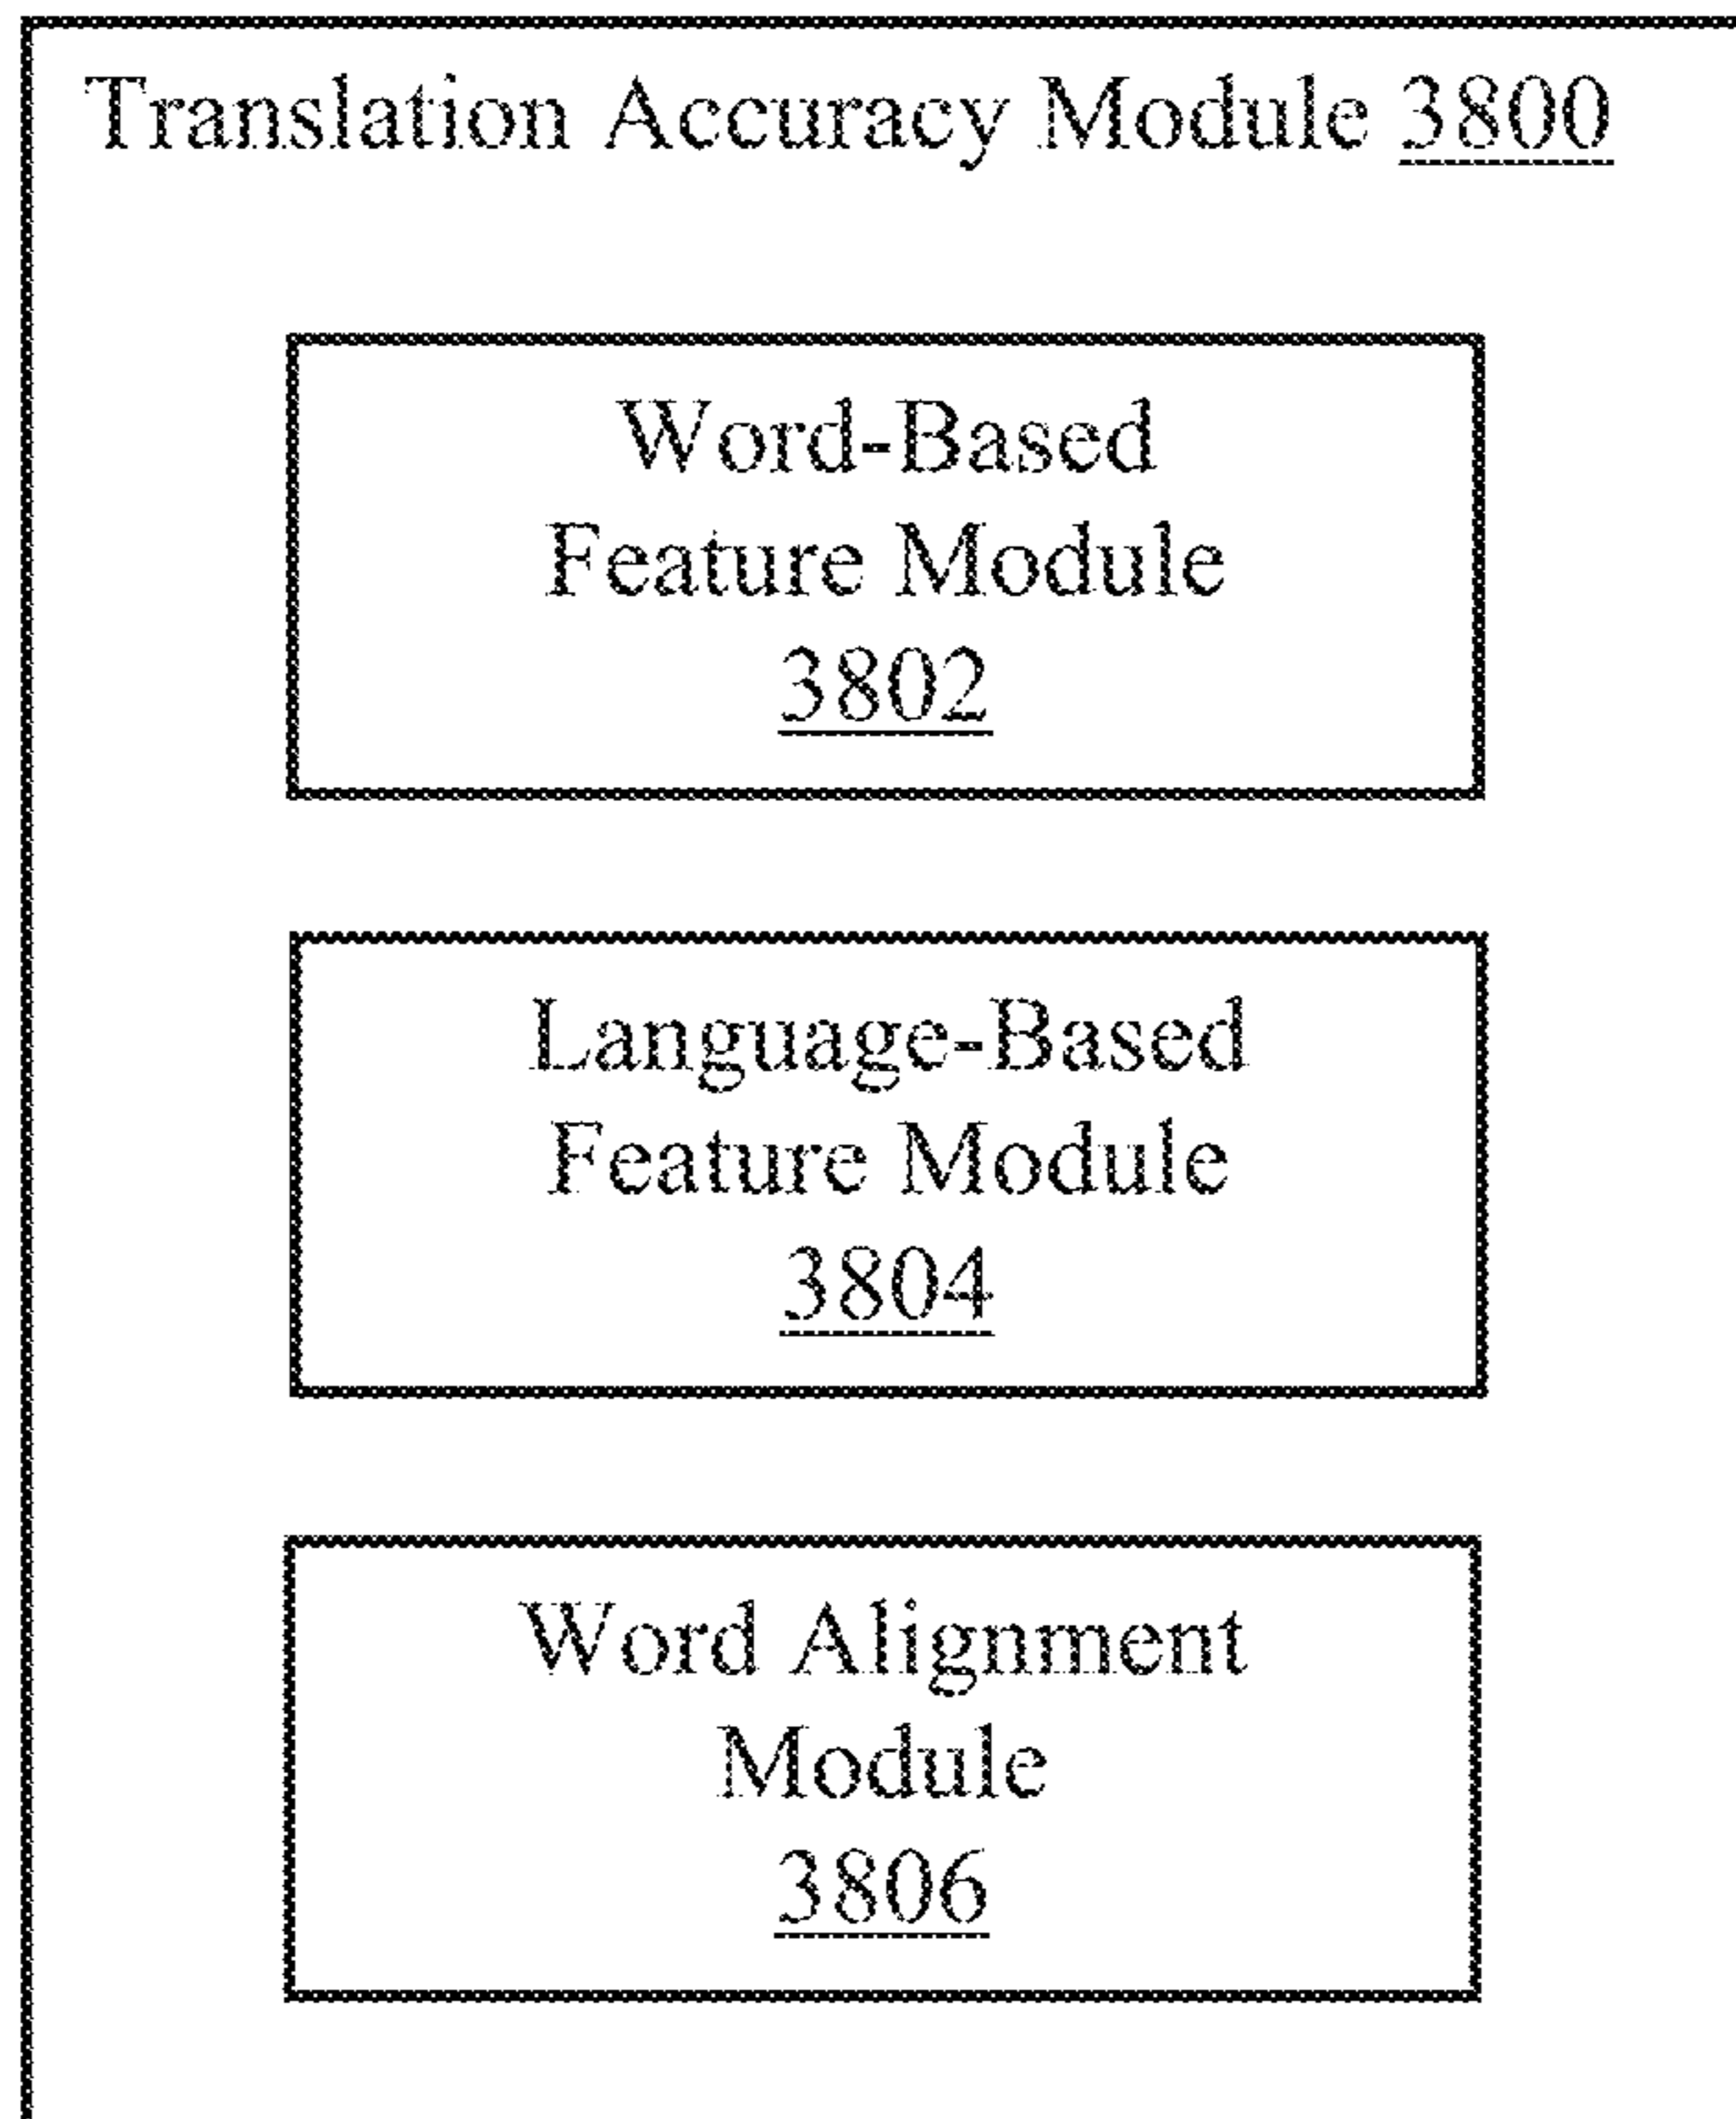 Translation Accuracy Module 3800
Word-Based
Feature Module
3802
Language-Based
Feature Module
3804
Word Alignment
Module
3806